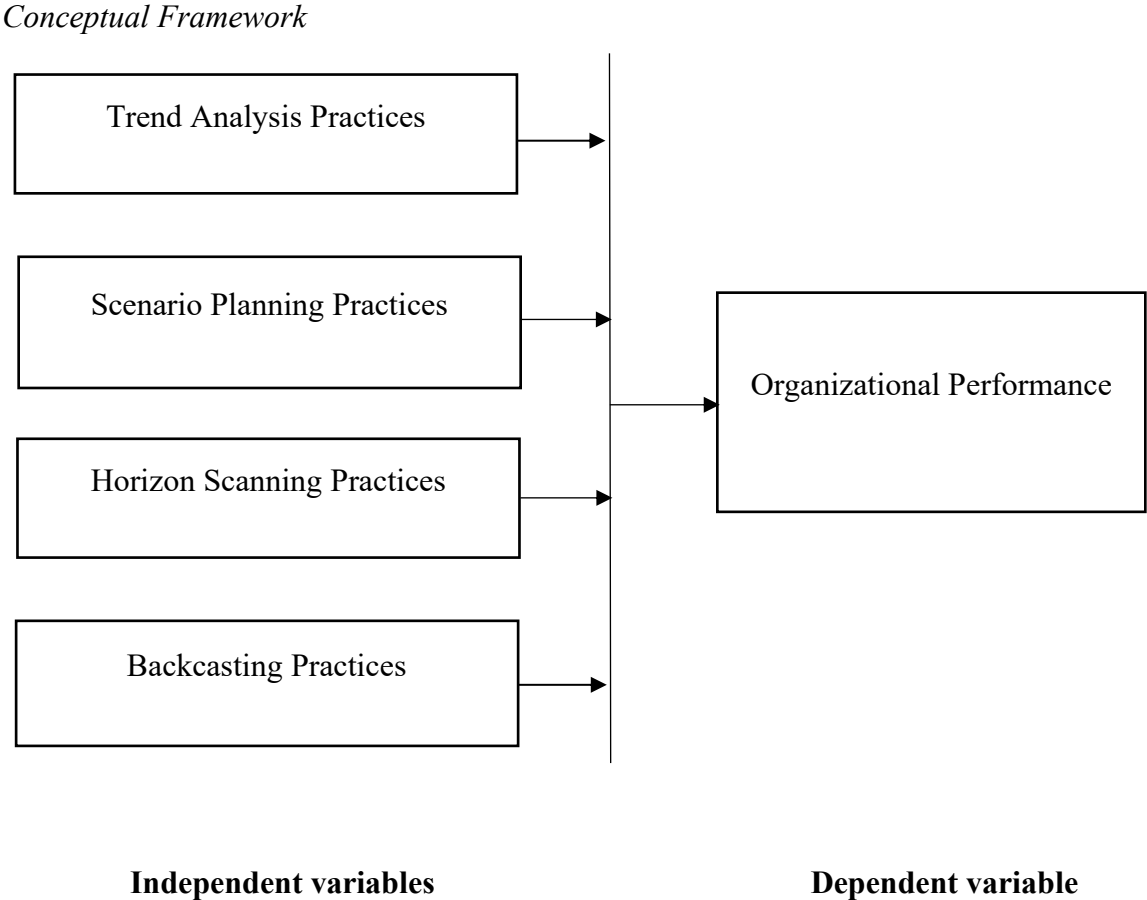 Conceptual Framework
Trend Analysis Practices
Scenario Planning Practices
Organizational Performance
Horizon Scanning Practices
Backcasting Practices
Independent variables
Dependent variable